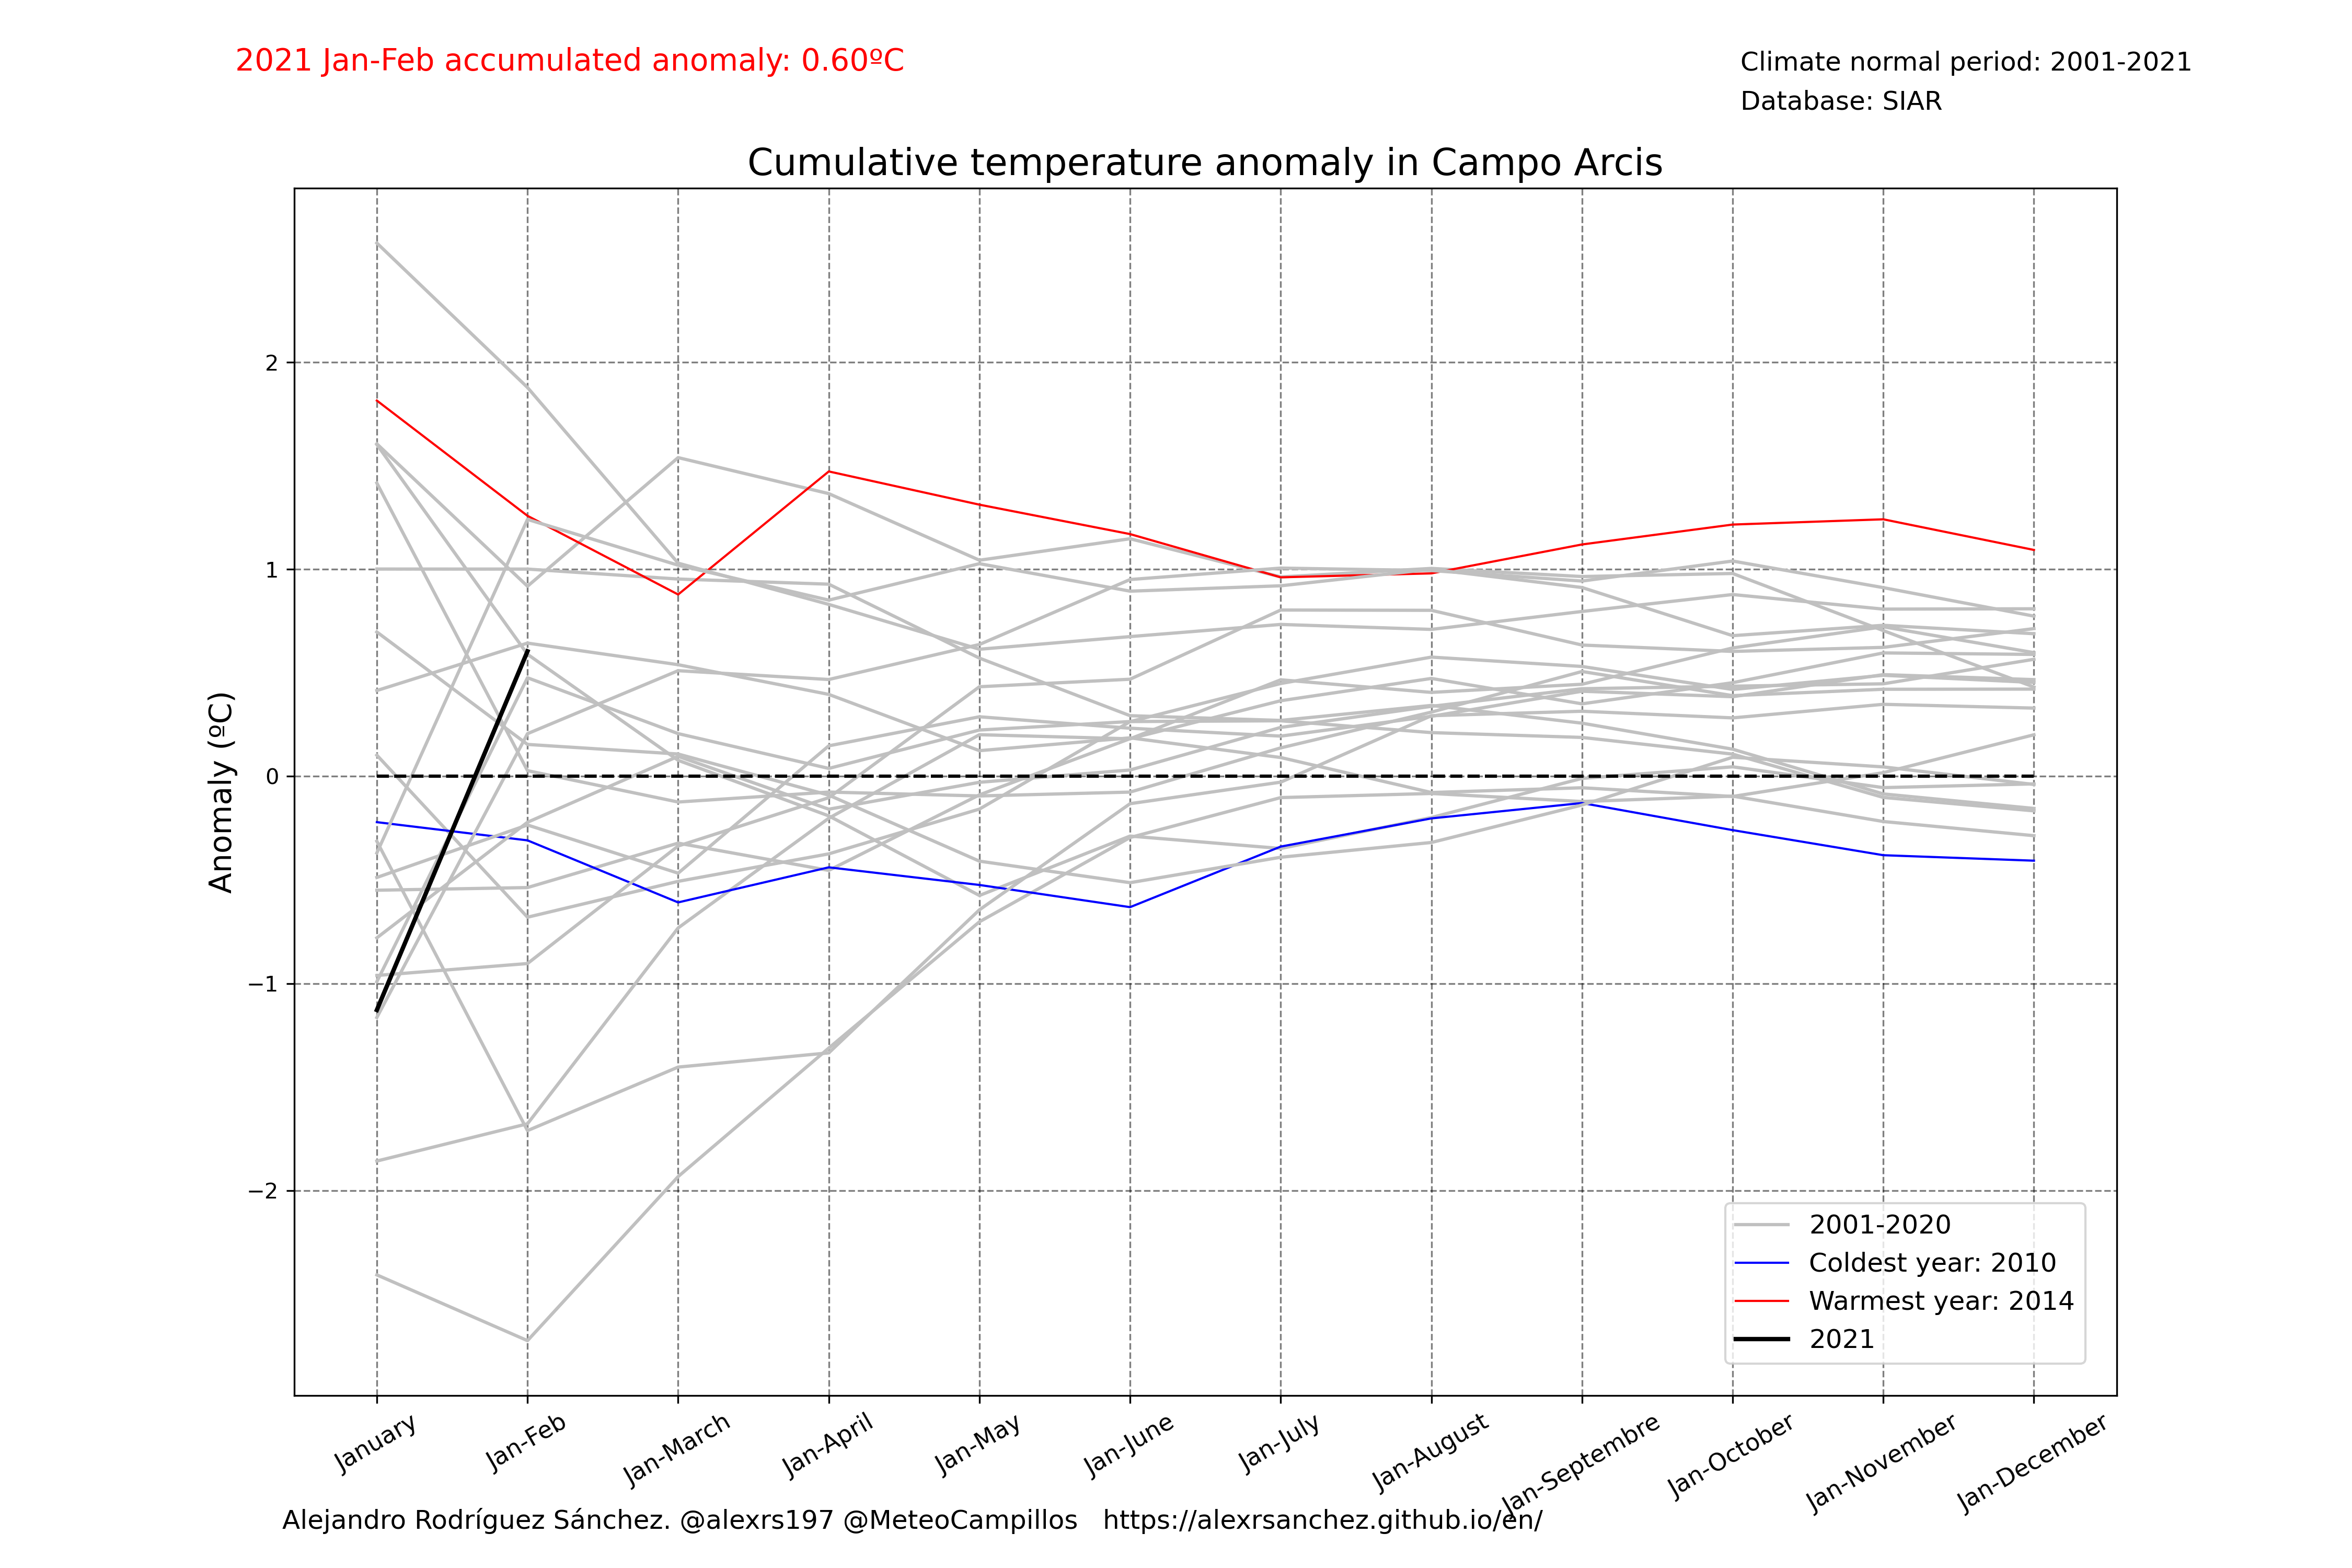 2021 Jan-Feb accumulated anomaly: 0.60ºC
Climate normal period: 2001-2021
Database: SIAR
Cumulative temperature anomaly in Campo Arcis
Anomaly (ºC)
2
1
0
−1
−2
2001-2020
Coldest year: 2010
Warmest year: 2014
2021
January
Jan-Feb
Jan-March
Jan-April
Jan-May
Jan-June
Jan-July
Jan-August
Jan-Septembre
Jan-October
Jan-November
Jan-December
Alejandro Rodríguez Sánchez. @alexrs197 @MeteoCampillos https://alexrsanchez.github.io/en/